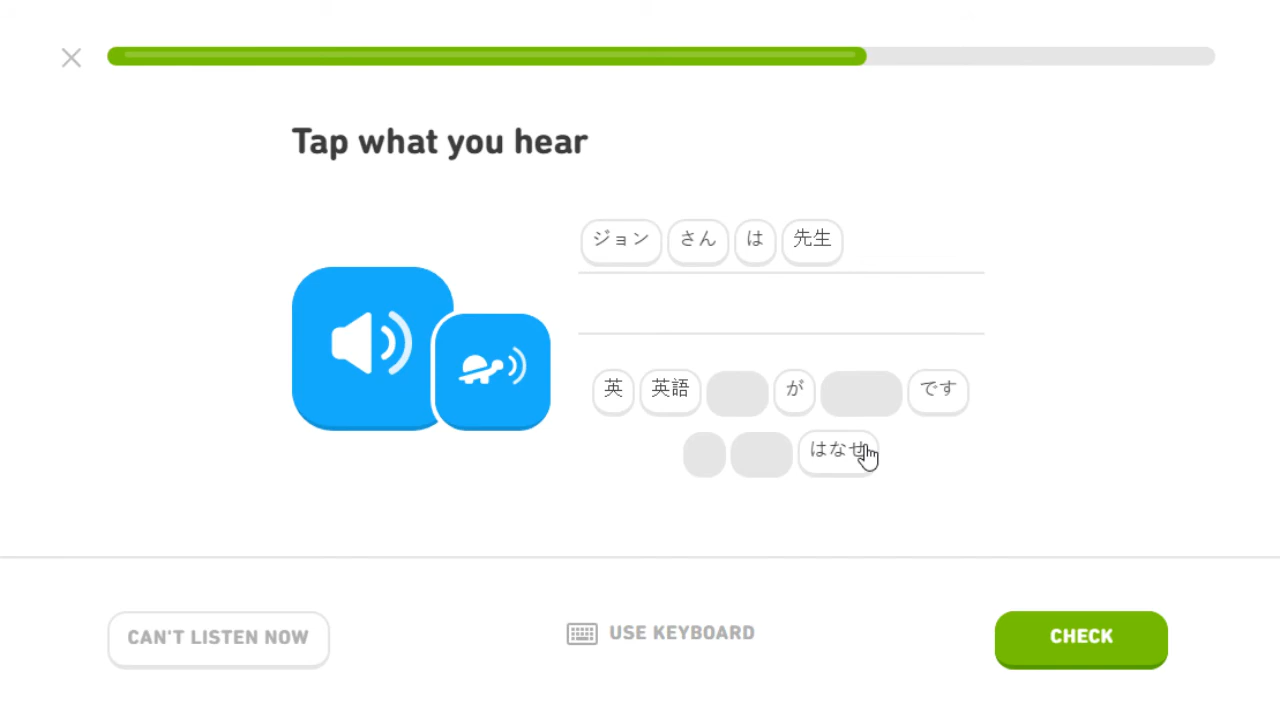 Tap what you hear
ジョン さん は 先生
英 英語 が です
はなせ
CAN'T LISTEN NOW
USE KEYBOARD
CHECK